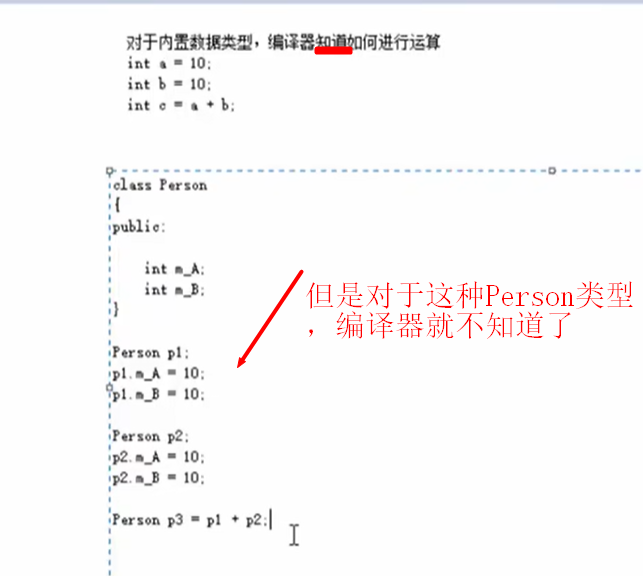 对于内置数据类型，编译器知道如何进行运算
int a = 10;
int b = 10;
int c = a + b;
class Person
{
public:
int m_A;
int m_B;
}
但是对于这种Person类型
，编译器就不知道了
Person p1;
p1.m_A = 10;
p1.m_B = 10;
Person p2;
p2.m_A = 10;
p2.m_B = 10;
Person p3 = p1 + p2;